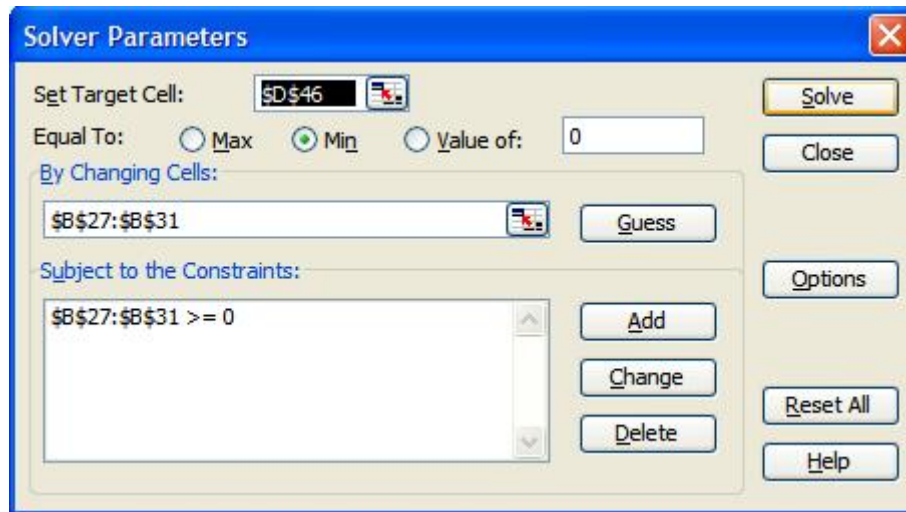 Solver Parameters
Set Target Cell: $D$46
Solve
Equal To: Max Min Value of: 0
Close
By Changing Cells:
$B$27:$B$31
Guess
Subject to the Constraints:
Options
$B$27:$B$31 >= 0
Add
Change
Reset All
Delete
Help